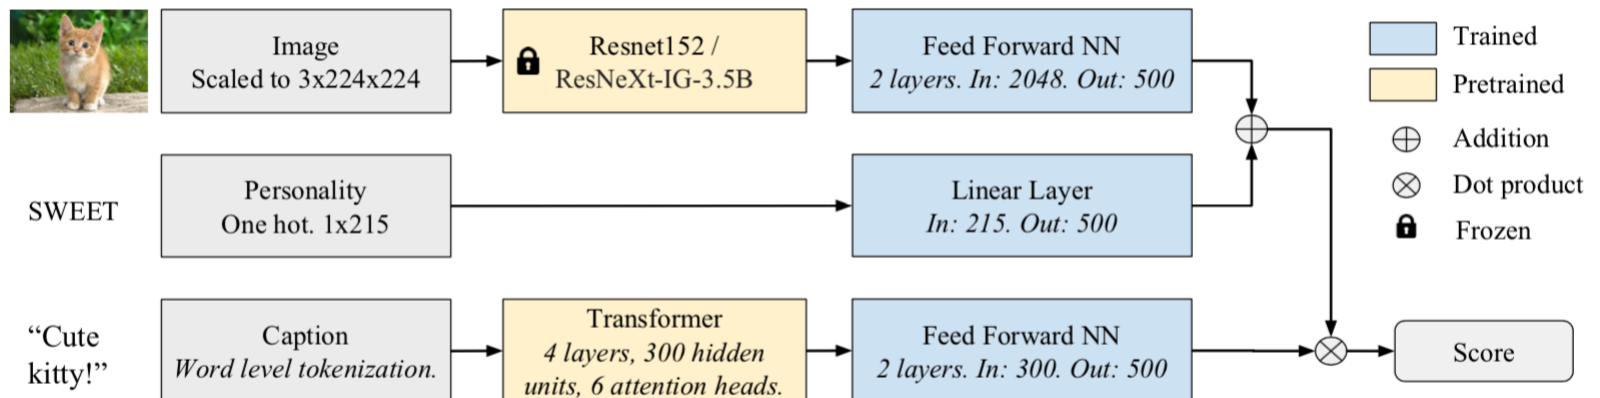 Image
Scaled to 3x224x224
Resnet152 /
ResNeXt-IG-3.5B
Feed Forward NN
2 layers. In: 2048. Out: 500
Trained
Pretrained
Addition
Dot product
Frozen
SWEET
Personality
One hot. 1x215
Linear Layer
In: 215. Out: 500
“Cute
kitty!”
Caption
Word level tokenization.
Transformer
4 layers, 300 hidden
units, 6 attention heads.
Feed Forward NN
2 layers. In: 300. Out: 500
Score